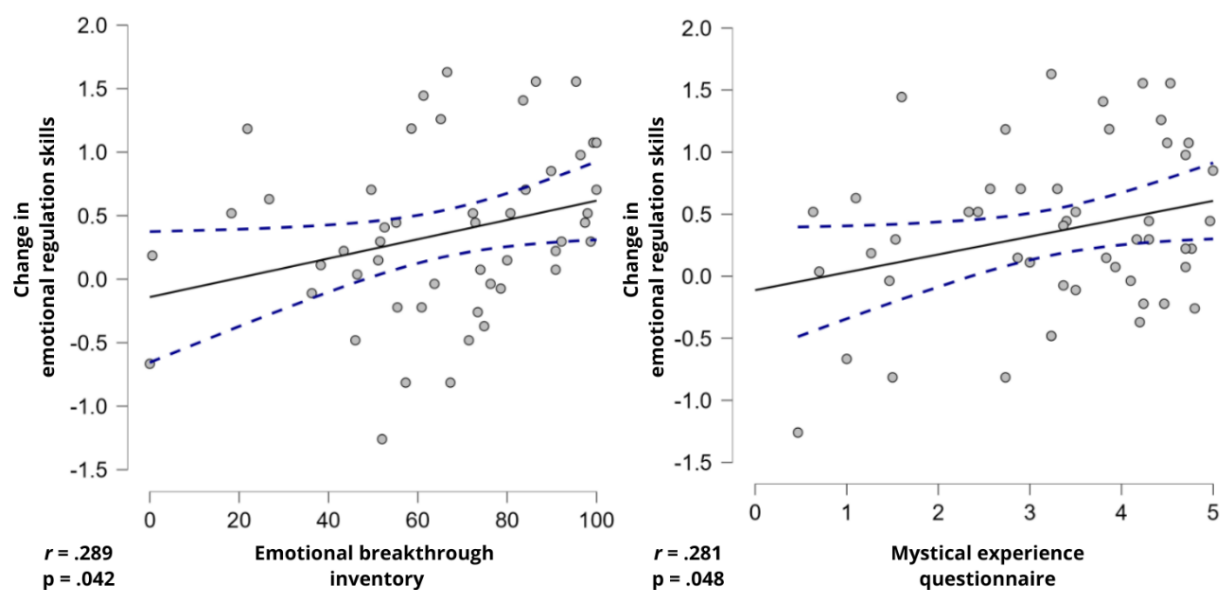 Change in
emotional regulation skills
2.0
1.5
1.0
0.5
0.0
-0.5
-1.0
-1.5
0 20 40 60 80 100
r = .289
p = .042
Emotional breakthrough
inventory
Change in
emotional regulation skills
2.0
1.5
1.0
0.5
0.0
-0.5
-1.0
-1.5
0 1 2 3 4 5
r = .281
p = .048
Mystical experience
questionnaire